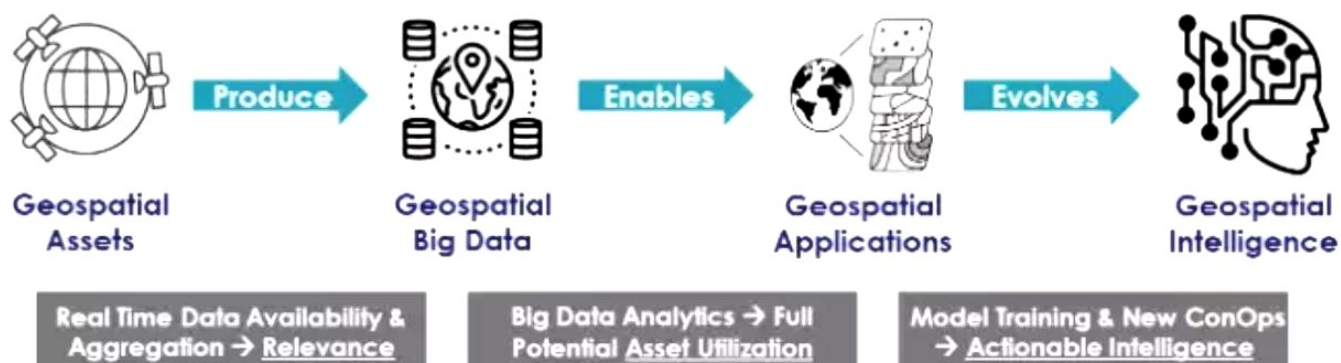 Produce
Enables
Evolves
Geospatial
Assets
Geospatial
Big Data
Geospatial
Applications
Geospatial
Intelligence
Real Time Data Availability &
Aggregation → Relevance
Big Data Analytics → Full
Potential Asset Utilization
Model Training & New ConOps
→ Actionable Intelligence